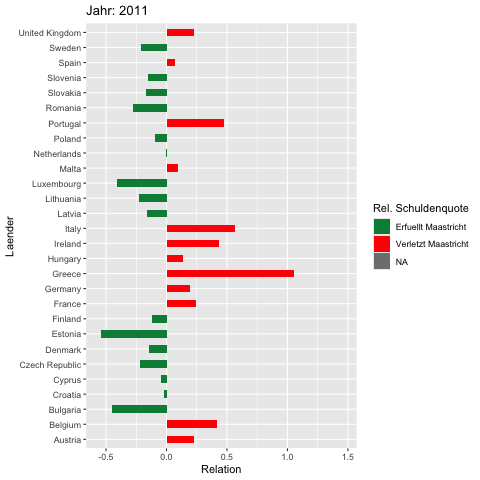 Jahr: 2011
United Kingdom
Sweden
Spain
Slovenia
Slovakia
Romania
Portugal
Poland
Netherlands
Malta
Luxembourg
Lithuania
Latvia
Italy
Ireland
Hungary
Greece
Germany
France
Finland
Estonia
Denmark
Czech Republic
Cyprus
Croatia
Bulgaria
Belgium
Austria
Laender
-0.5 0.0 0.5 1.0 1.5
Relation
Rel. Schuldenquote
Erfuellt Maastricht
Verletzt Maastricht
NA